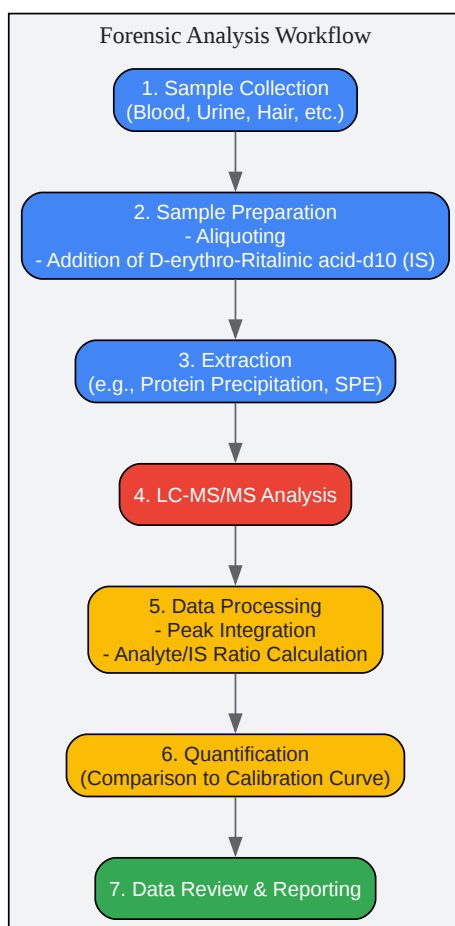 Forensic Analysis Workflow
1. Sample Collection
(Blood, Urine, Hair, etc.)
2. Sample Preparation
- Aliquoting
- Addition of D-erythro-Ritalinic acid-d10 (IS)
3. Extraction
(e.g., Protein Precipitation, SPE)
4. LC-MS/MS Analysis
5. Data Processing
- Peak Integration
- Analyte/IS Ratio Calculation
6. Quantification
(Comparison to Calibration Curve)
7. Data Review & Reporting